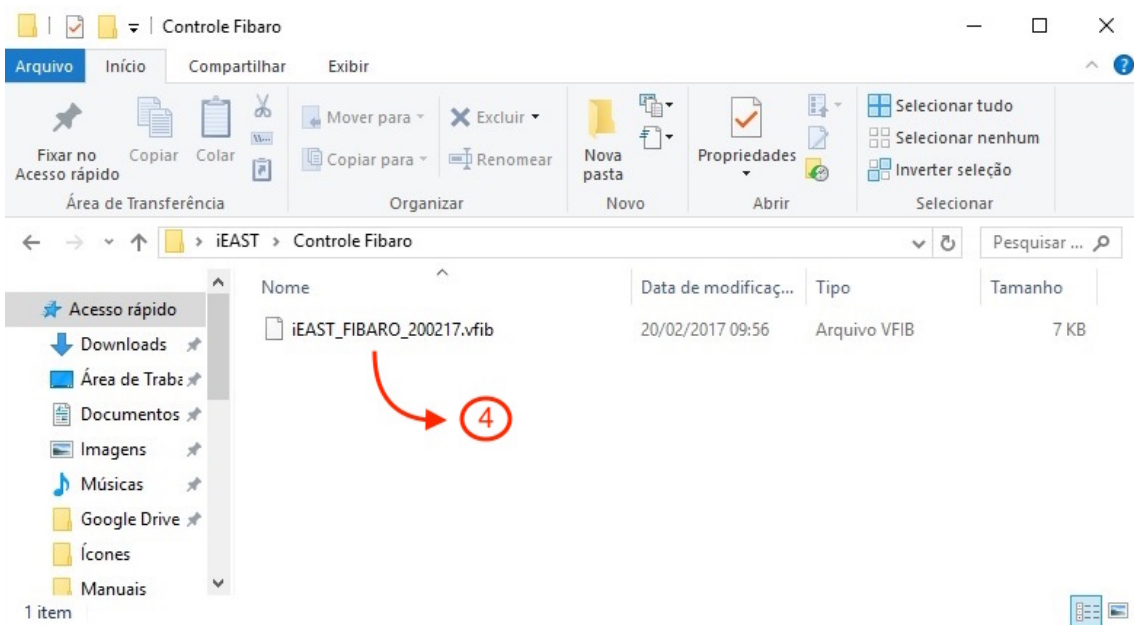 Controle Fibaro
Arquivo Início Compartilhar Exibir
Fixar no Acesso rápido
Copiar
Colar
Mover para
Copiar para
Excluir
Renomear
Nova pasta
Propriedades
Selecionar tudo
Selecionar nenhum
Inverter seleção
Área de Transferência Organizar Novo Abrir Selecionar
iEAST > Controle Fibaro
Pesquisar ...
Nome Data de modificaç... Tipo Tamanho
iEAST_FIBARO_200217.vfib 20/02/2017 09:56 Arquivo VFIB 7 KB
4
Acesso rápido
Downloads
Área de Traba
Documentos
Imagens
Músicas
Google Drive
Ícones
Manuais
1 item